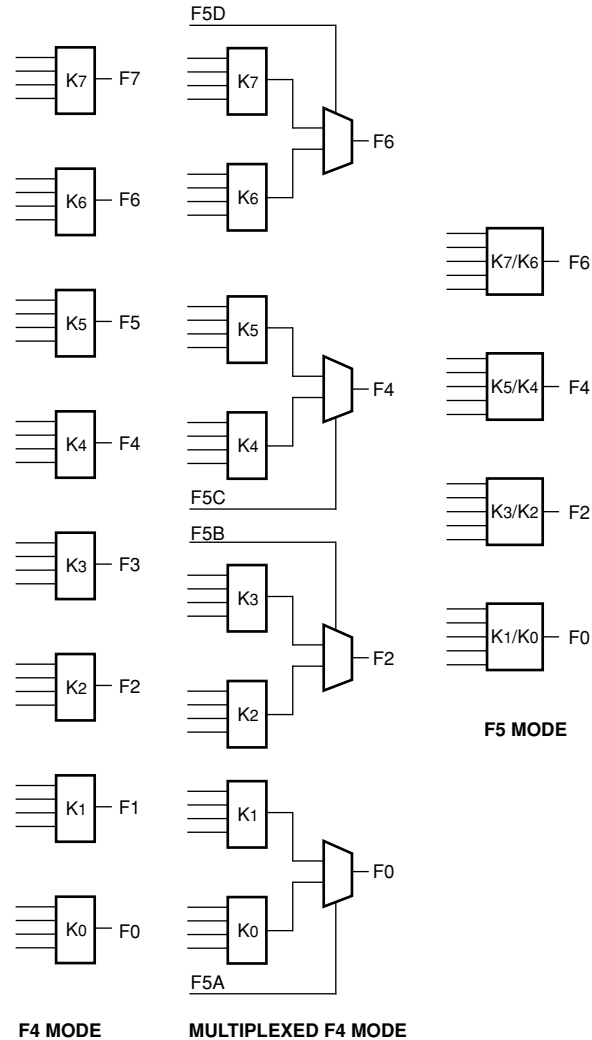 K7 F7
K6 F6
K5 F5
K4 F4
K3 F3
K2 F2
K1 F1
K0 F0
F4 MODE
F5D
K7
F6
K6
K5
F4
K4
F5C
F5B
K3
F2
K2
K1
F0
K0
F5A
MULTIPLEXED F4 MODE
K7/K6 F6
K5/K4 F4
K3/K2 F2
K1/K0 F0
F5 MODE